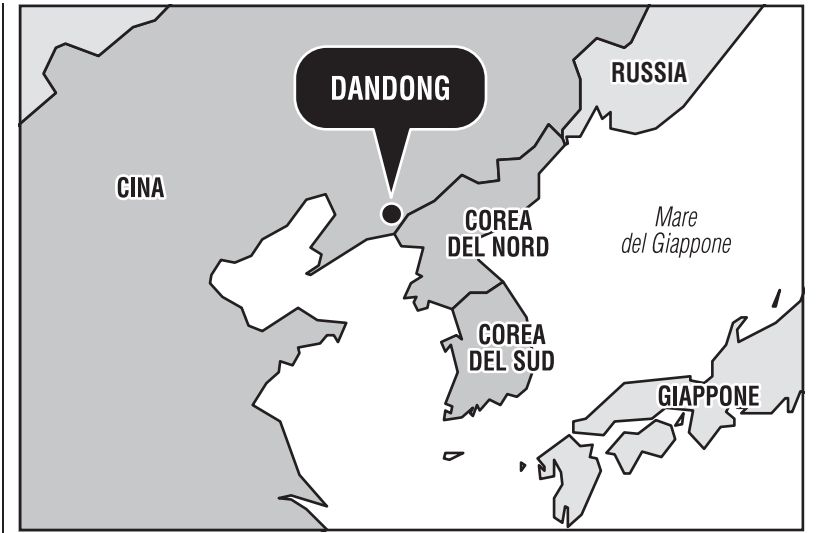 DANDONG
RUSSIA
CINA
COREA
DEL NORD
Mare
del Giappone
COREA
DEL SUD
GIAPPONE